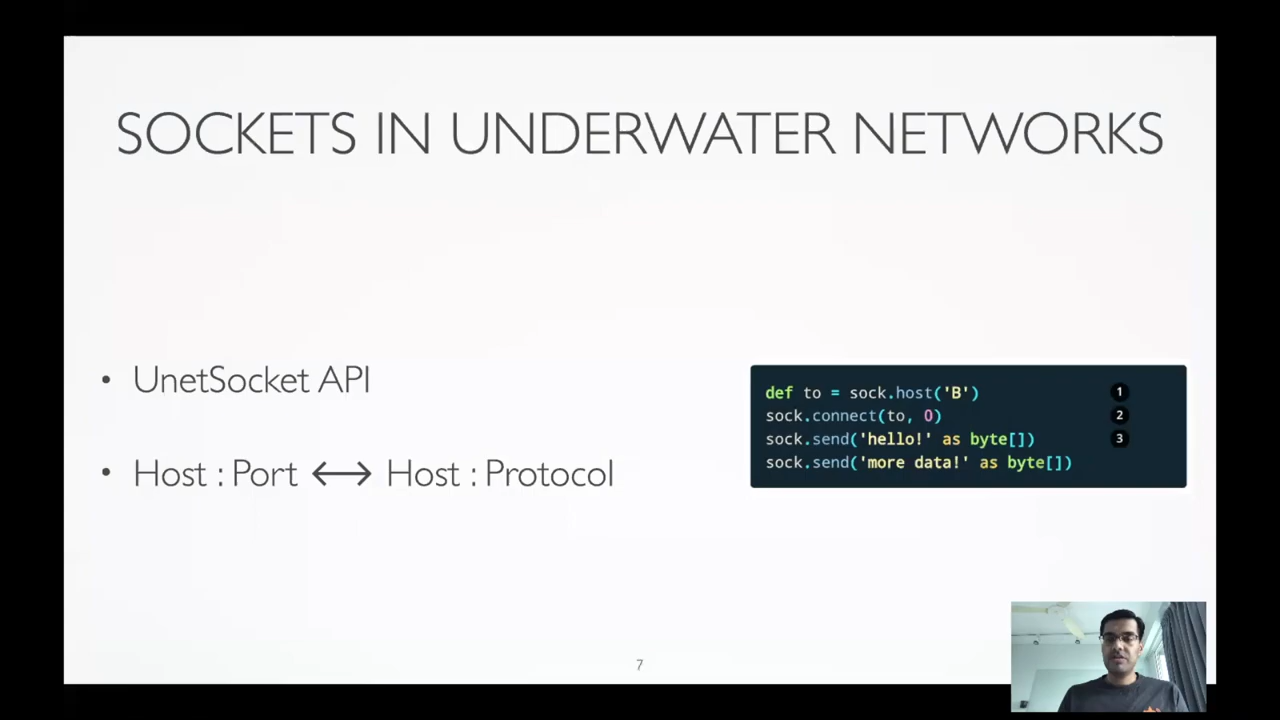 SOCKETS IN UNDERWATER NETWORKS
• UnetSocket API
• Host : Port ⟷ Host : Protocol
def to = sock.host('B') 1
sock.connect(to, 0) 2
sock.send('hello!' as byte[]) 3
sock.send('more data!' as byte[])
7